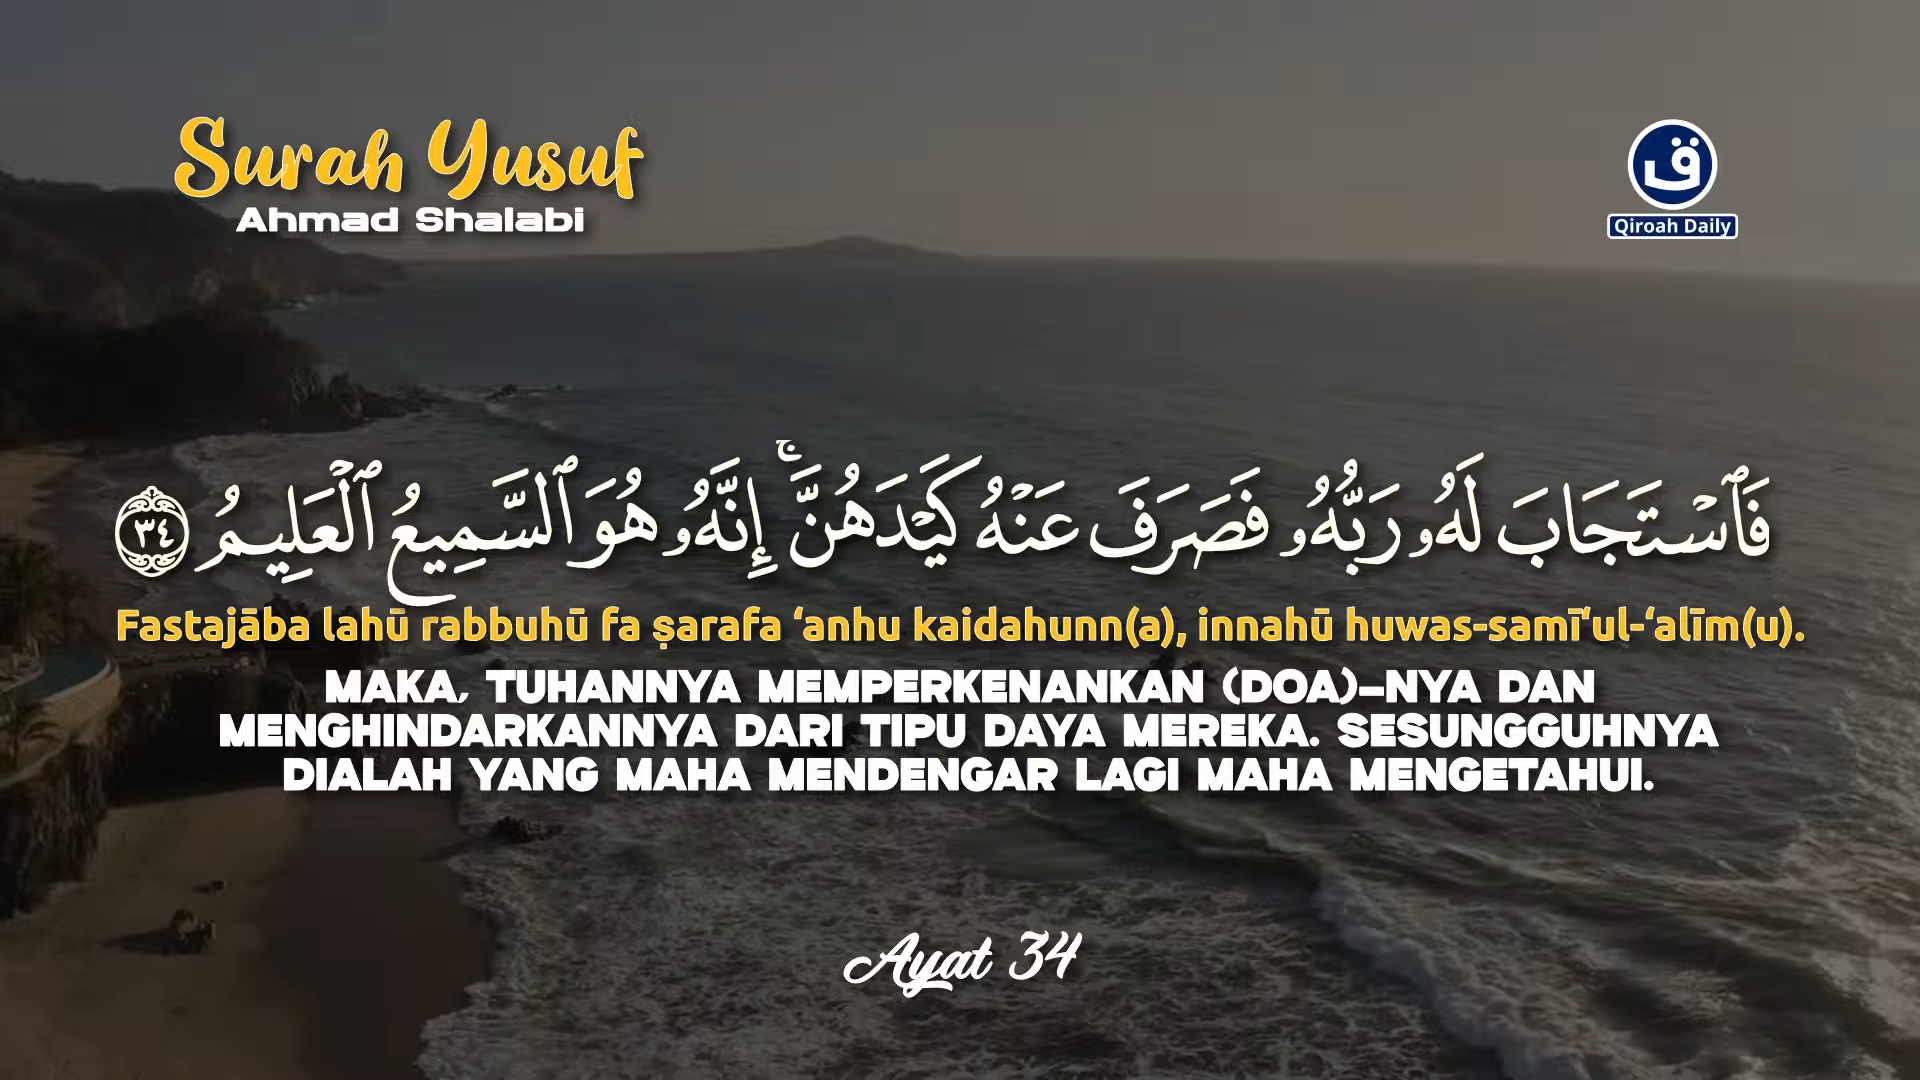 Surah Yusuf
Ahmad Shalabi
ق
Qiroah Daily
فَٱسْتَجَابَ لَهُۥ رَبُّهُۥ فَصَرَفَ عَنْهُ كَيْدَهُنَّ ۚ إِنَّهُۥ هُوَ ٱلسَّمِيعُ ٱلْعَلِيمُ ٣٤
Fastajāba lahū rabbuhū fa ṣarafa ‘anhu kaidahunn(a), innahū huwas-samī‘ul-‘alīm(u).
MAKA, TUHANNYA MEMPERKENANKAN (DOA)-NYA DAN
MENGHINDARKANNYA DARI TIPU DAYA MEREKA. SESUNGGUHNYA
DIALAH YANG MAHA MENDENGAR LAGI MAHA MENGETAHUI.
Ayat 34